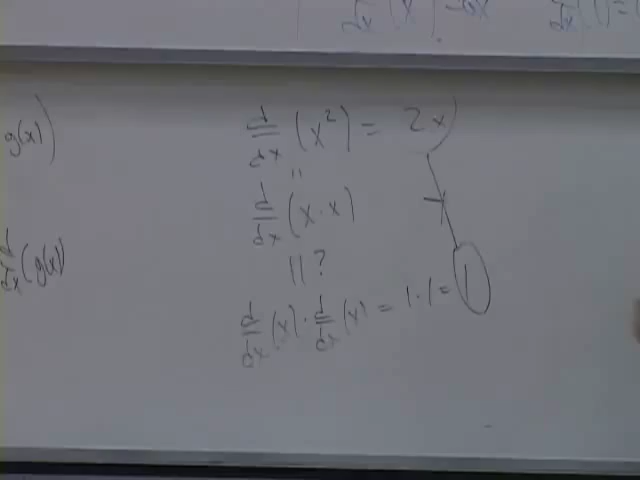 g(x))
d/dx (g(x))
d/dx (x²) = 2x
"
d/dx (x·x)
|| ?
d/dx (x) · d/dx (x) = 1·1 = 1